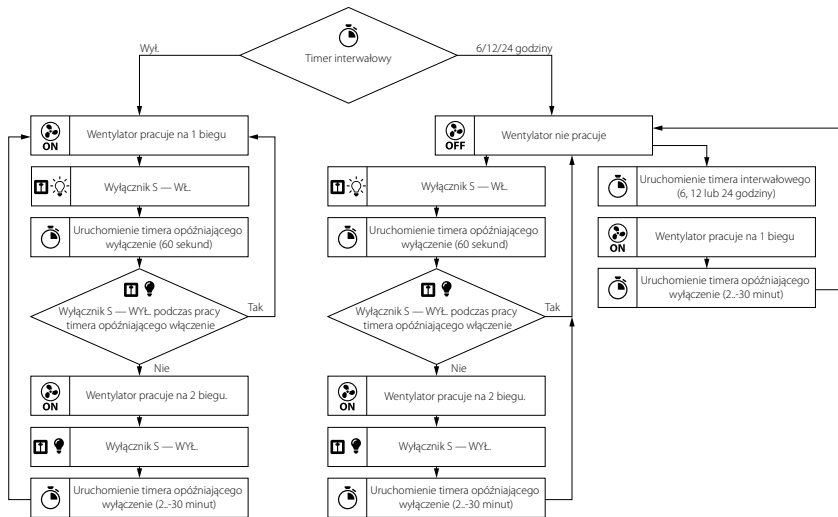 Timer interwałowy
Wył.
6/12/24 godziny
ON
Wentylator pracuje na 1 biegu
Wyłącznik S — WŁ.
Uruchomienie timera opóźniającego
wyłączenie (60 sekund)
Wyłącznik S — WYŁ. podczas pracy
timera opóźniającego włączenie
Tak
Nie
ON
Wentylator pracuje na 2 biegu.
Wyłącznik S — WYŁ.
Uruchomienie timera opóźniającego
wyłączenie (2..-30 minut)
OFF
Wentylator nie pracuje
Wyłącznik S — WŁ.
Uruchomienie timera opóźniającego
wyłączenie (60 sekund)
Wyłącznik S — WYŁ. podczas pracy
timera opóźniającego włączenie
Tak
Nie
ON
Wentylator pracuje na 2 biegu.
Wyłącznik S — WYŁ.
Uruchomienie timera opóźniającego
wyłączenie (2..-30 minut)
Uruchomienie timera interwałowego
(6, 12 lub 24 godziny)
ON
Wentylator pracuje na 1 biegu
Uruchomienie timera opóźniającego
wyłączenie (2..-30 minut)